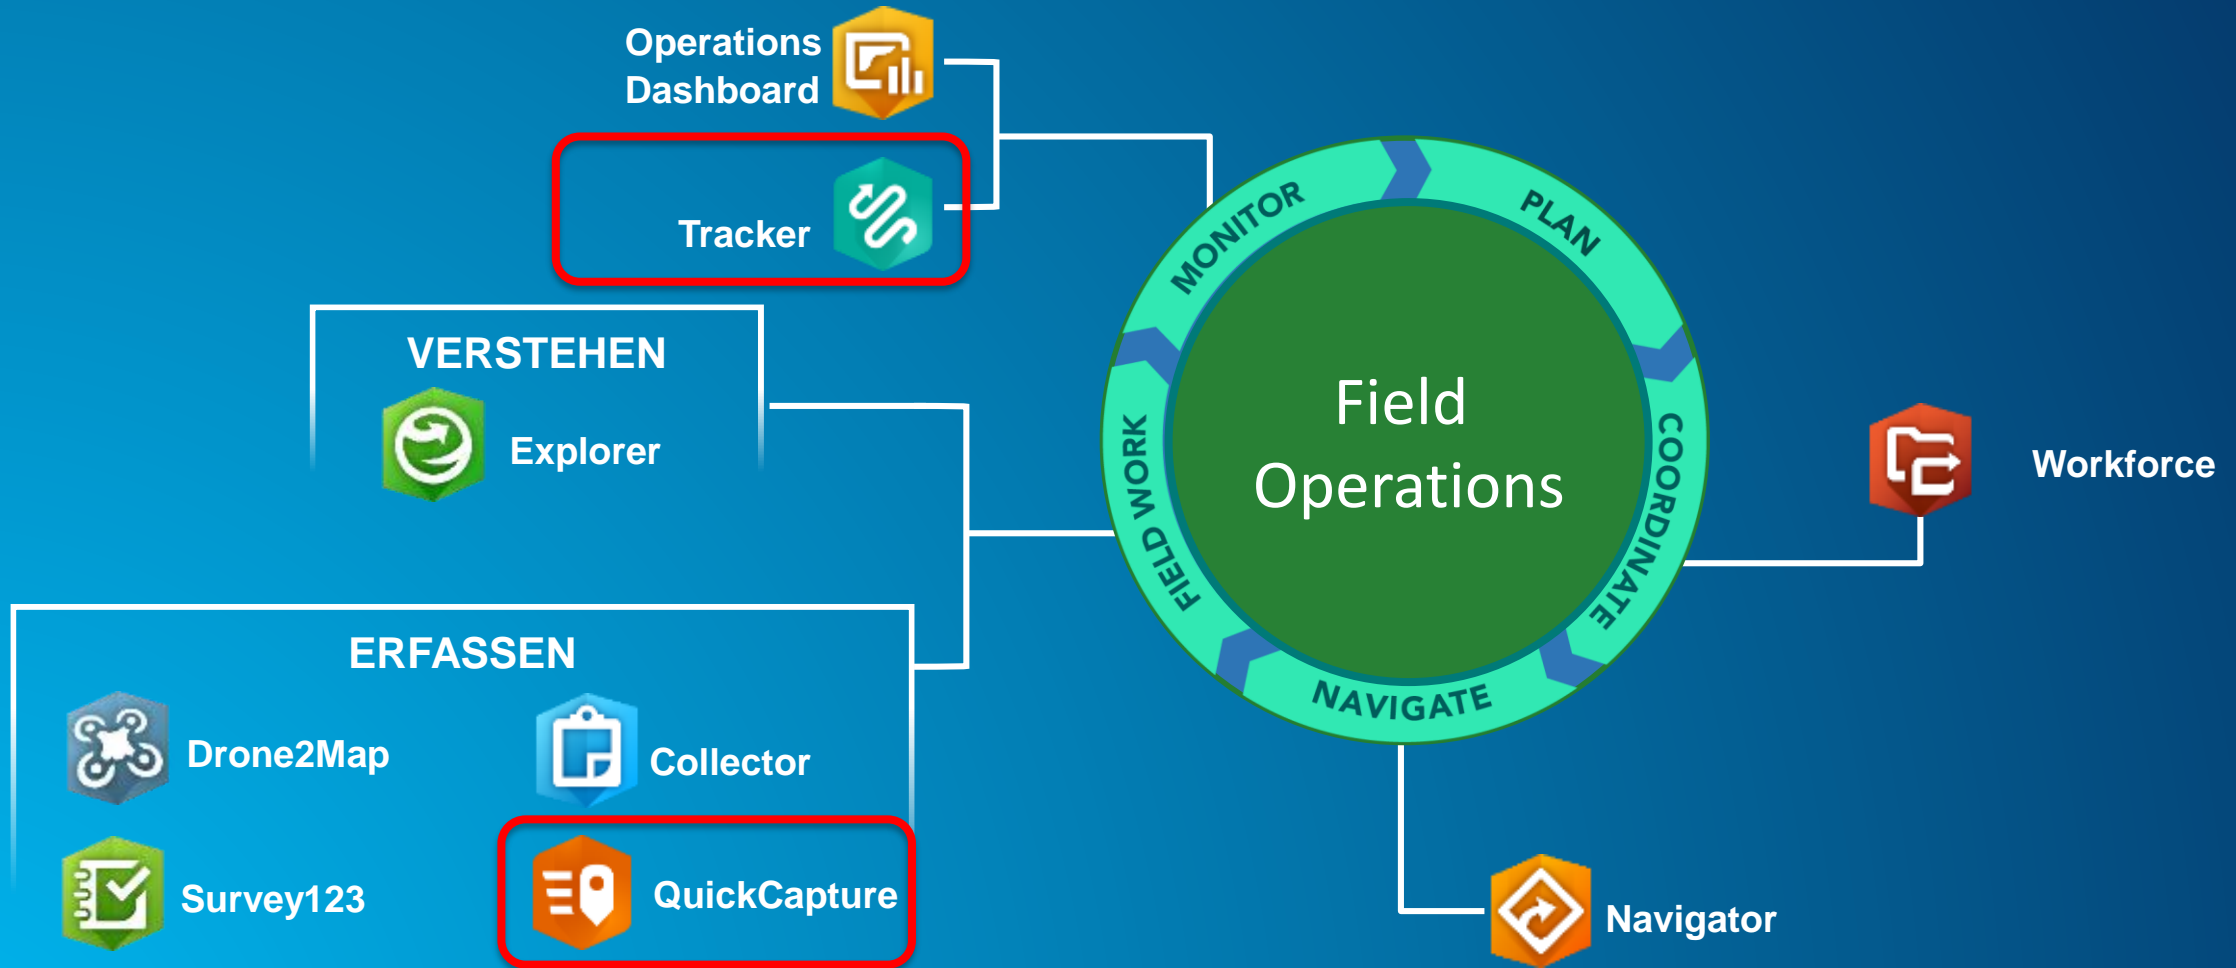 Operations
Dashboard
Tracker
VERSTEHEN
Explorer
ERFASSEN
Drone2Map
Collector
Survey123
QuickCapture
MONITOR
PLAN
COORDINATE
NAVIGATE
FIELD WORK
Field
Operations
Workforce
Navigator